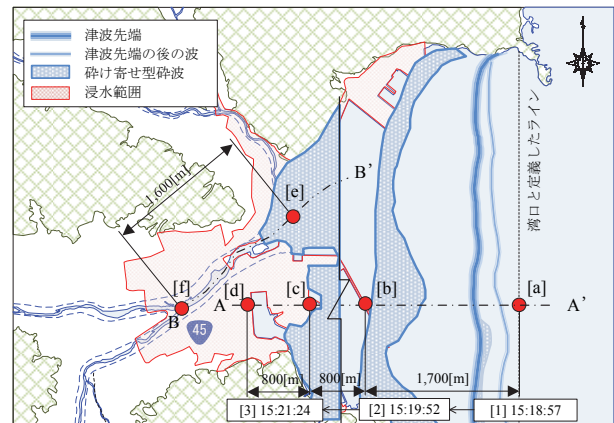 津波先端
津波先端の後の波
砕け寄せ型砕波
浸水範囲
湾口と定義したライン
1,600[m]
B’
[e]
[f]
[d]
A
[c]
[b]
[a]
A’
B
45
800[m]
800[m]
1,700[m]
[3] 15:21:24
[2] 15:19:52
[1] 15:18:57